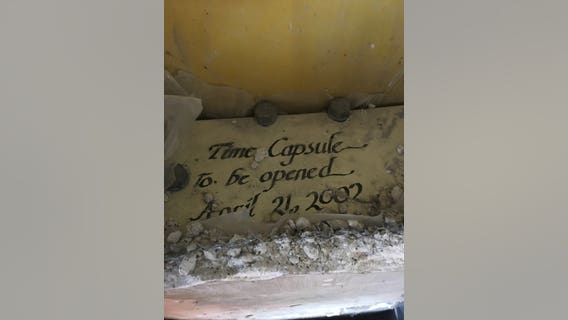 Time Capsule
To be opened
April 21, 2002